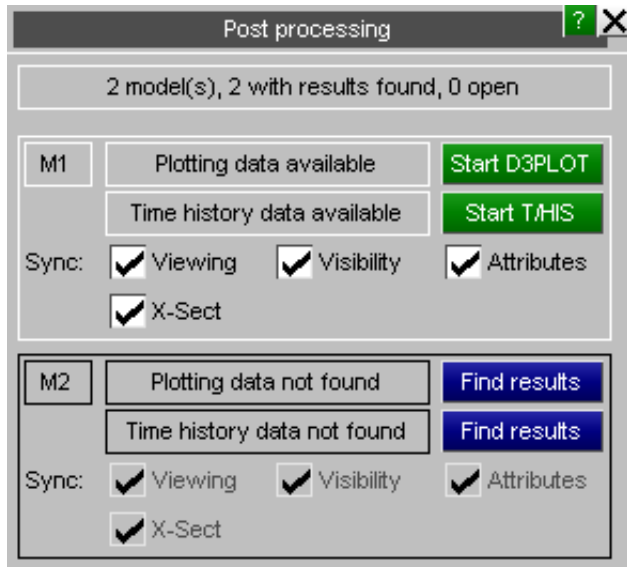 Post processing ?
2 model(s), 2 with results found, 0 open
M1 Plotting data available Start D3PLOT
Time history data available Start T/HIS
Sync: Viewing Visibility Attributes
X-Sect
M2 Plotting data not found Find results
Time history data not found Find results
Sync: Viewing Visibility Attributes
X-Sect